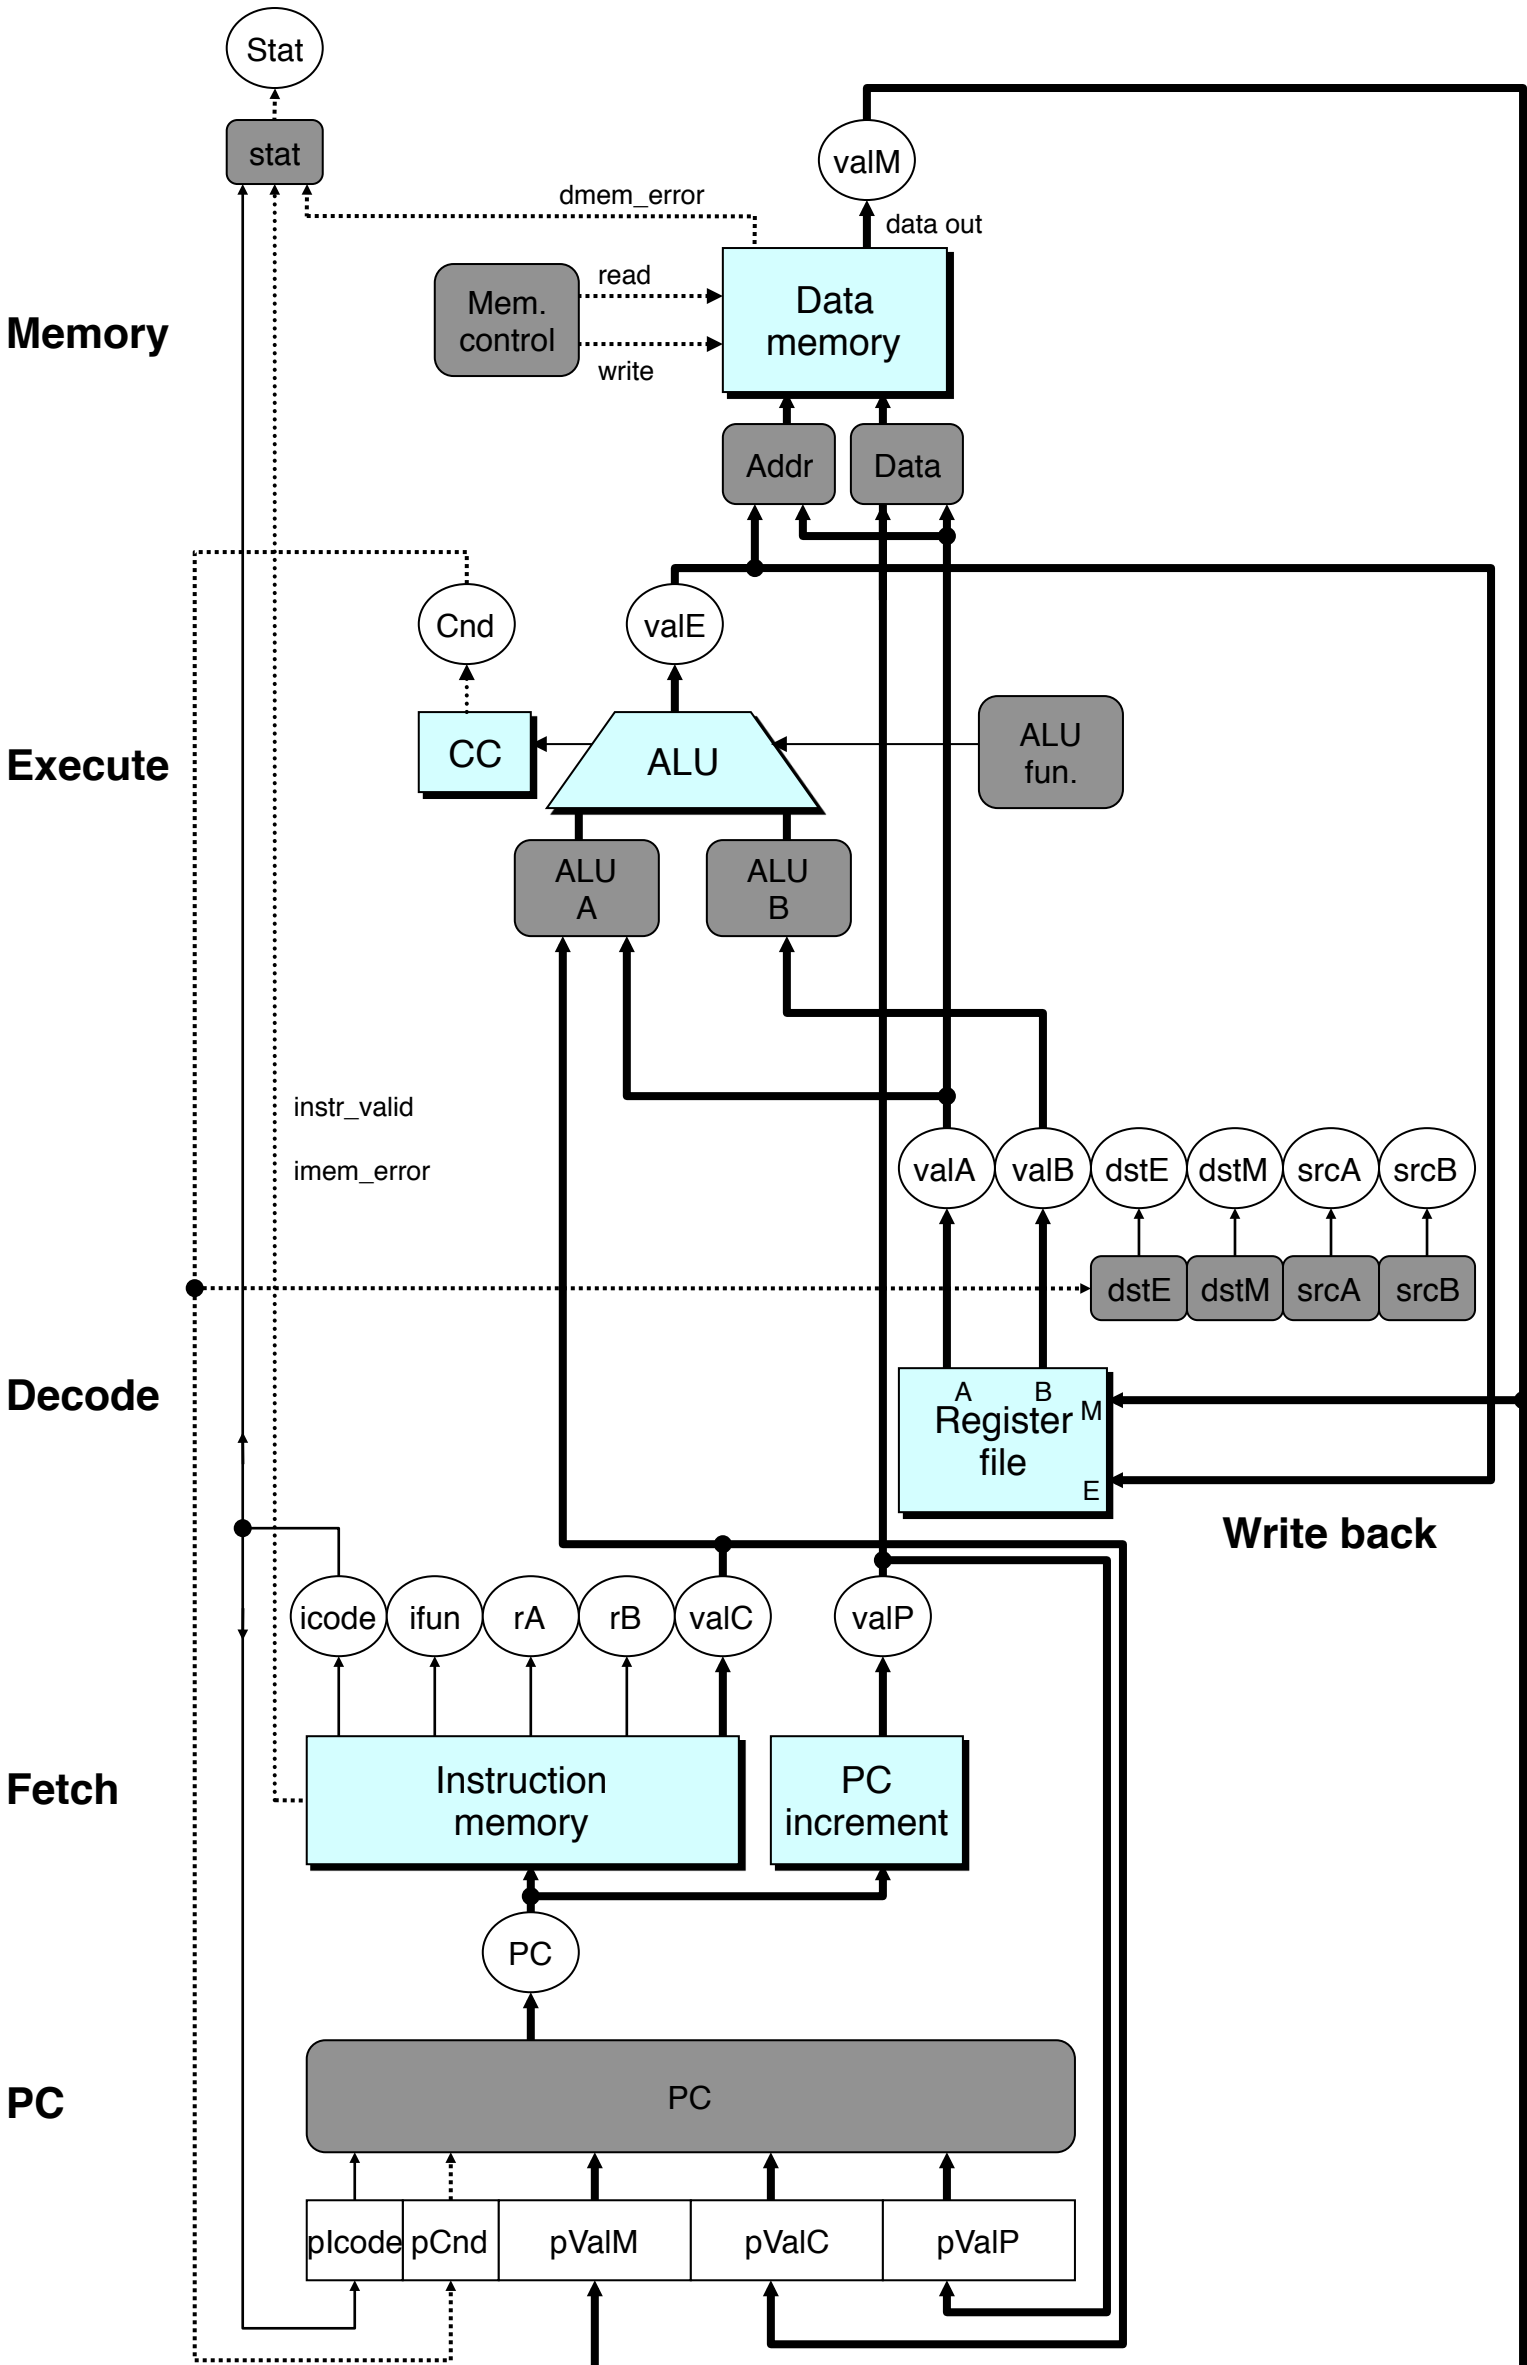 Stat
stat
valM
dmem_error
data out
read
Mem.
control
Data
memory
Memory
write
Addr
Data
Cnd
valE
CC
ALU
ALU
fun.
Execute
ALU
A
ALU
B
instr_valid
imem_error
valA
valB
dstE
dstM
srcA
srcB
dstE
dstM
srcA
srcB
Decode
A
B
M
Register
file
E
Write back
icode
ifun
rA
rB
valC
valP
Fetch
Instruction
memory
PC
increment
PC
PC
PC
pIcode
pCnd
pValM
pValC
pValP